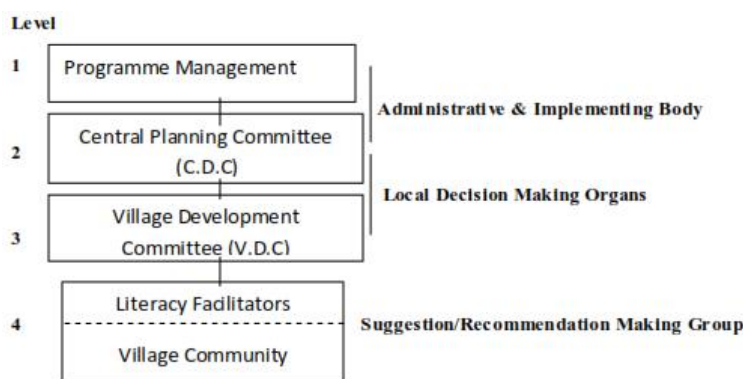 Level
1
Programme Management
Administrative & Implementing Body
2
Central Planning Committee
(C.D.C)
Local Decision Making Organs
3
Village Development
Committee (V.D.C)
4
Literacy Facilitators
Suggestion/Recommendation Making Group
Village Community